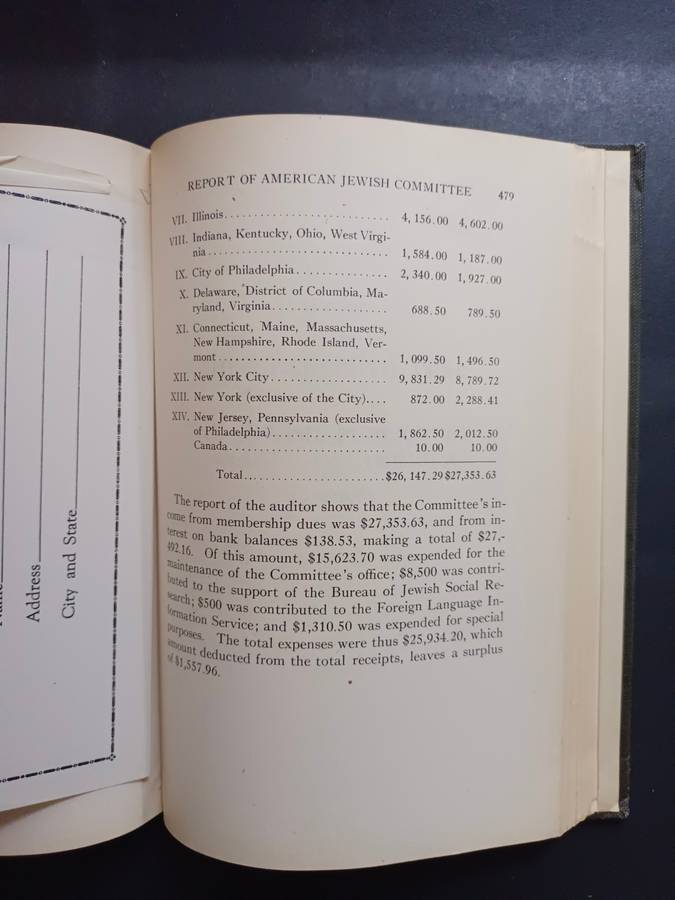 Address
City and State
REPORT OF AMERICAN JEWISH COMMITTEE 479
VII. Illinois........................... 4, 156.00 4, 602.00
VIII. Indiana, Kentucky, Ohio, West Virgi-
nia.............................. 1, 584.00 1, 187.00
IX. City of Philadelphia............... 2, 340.00 1, 927.00
X. Delaware, District of Columbia, Ma-
ryland, Virginia................... 688.50 789.50
XI. Connecticut, Maine, Massachusetts,
New Hampshire, Rhode Island, Ver-
mont........................... 1, 099.50 1, 496.50
XII. New York City................... 9, 831.29 8, 789.72
XIII. New York (exclusive of the City).... 872.00 2, 288.41
XIV. New Jersey, Pennsylvania (exclusive
of Philadelphia)................... 1, 862.50 2, 012.50
Canada.......................... 10.00 10.00
Total........................$26, 147.29 $27,353.63
The report of the auditor shows that the Committee's in-
come from membership dues was $27,353.63, and from in-
terest on bank balances $138.53, making a total of $27,-
492.16. Of this amount, $15,623.70 was expended for the
maintenance of the Committee's office; $8,500 was contri-
buted to the support of the Bureau of Jewish Social Re-
search; $500 was contributed to the Foreign Language In-
formation Service; and $1,310.50 was expended for special
purposes. The total expenses were thus $25,934.20, which
amount deducted from the total receipts, leaves a surplus
of $1,557.96.